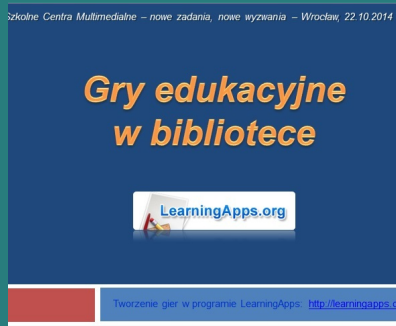 Szkolne Centra Multimedialne – nowe zadania, nowe wyzwania – Wrocław, 22.10.2014
Gry edukacyjne
w bibliotece
LearningApps.org
Tworzenie gier w programie LearningApps: http://learningapps.o